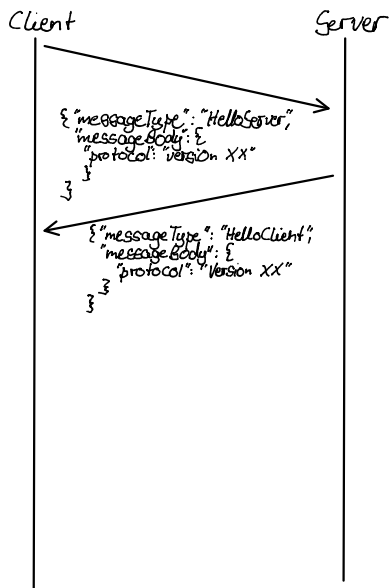 Client
Server
{ "messageType": "HelloServer",
"messageBody": {
"protocol": "version XX"
}
}
{ "messageType": "HelloClient",
"messageBody": {
"protocol": "Version XX"
}
}